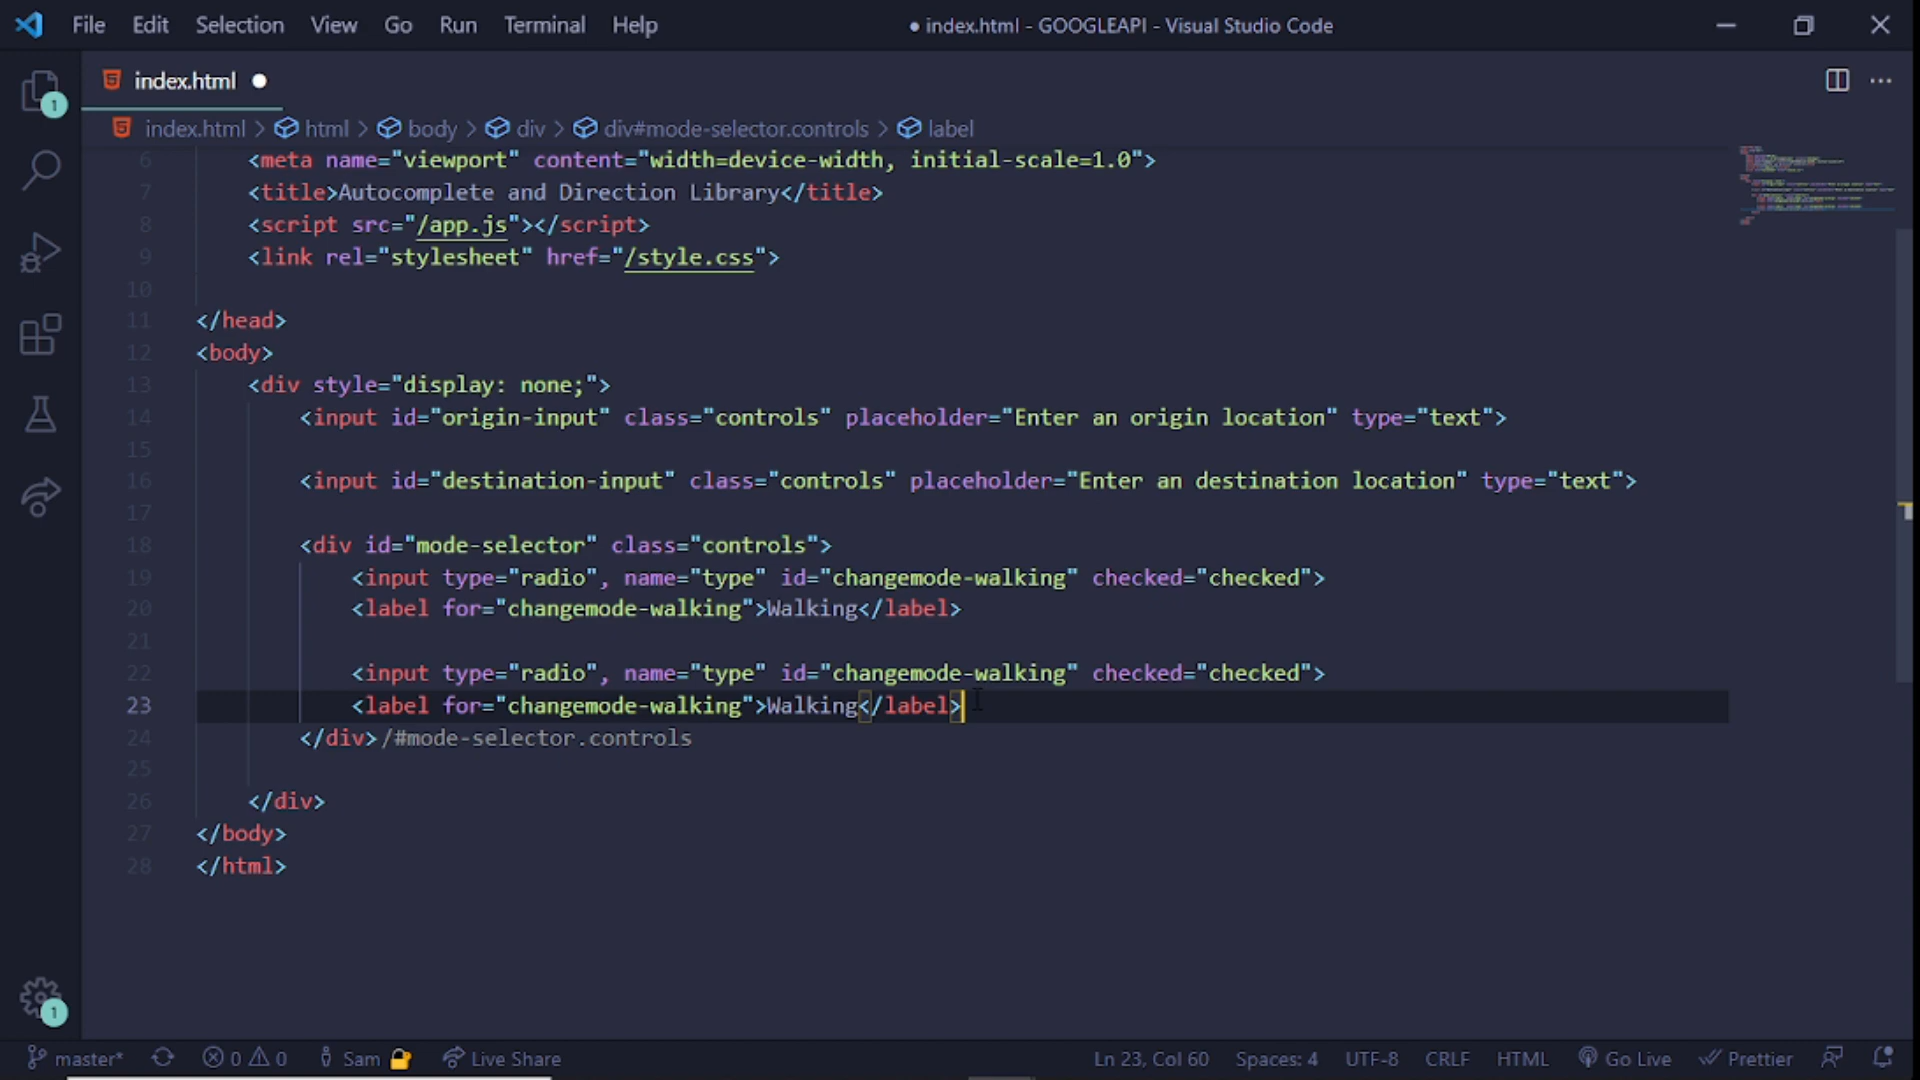 File Edit Selection View Go Run Terminal Help ● index.html - GOOGLEAPI - Visual Studio Code
index.html
index.html > html > body > div > div#mode-selector.controls > label
6 <meta name="viewport" content="width=device-width, initial-scale=1.0">
7 <title>Autocomplete and Direction Library</title>
8 <script src="/app.js"></script>
9 <link rel="stylesheet" href="/style.css">
10
11 </head>
12 <body>
13 <div style="display: none;">
14 <input id="origin-input" class="controls" placeholder="Enter an origin location" type="text">
15
16 <input id="destination-input" class="controls" placeholder="Enter an destination location" type="text">
17
18 <div id="mode-selector" class="controls">
19 <input type="radio", name="type" id="changemode-walking" checked="checked">
20 <label for="changemode-walking">Walking</label>
21
22 <input type="radio", name="type" id="changemode-walking" checked="checked">
23 <label for="changemode-walking">Walking</label>
24 </div>/#mode-selector.controls
25
26 </div>
27 </body>
28 </html>
1
1
master* 0 0 Sam Live Share Ln 23, Col 60 Spaces: 4 UTF-8 CRLF HTML Go Live Prettier